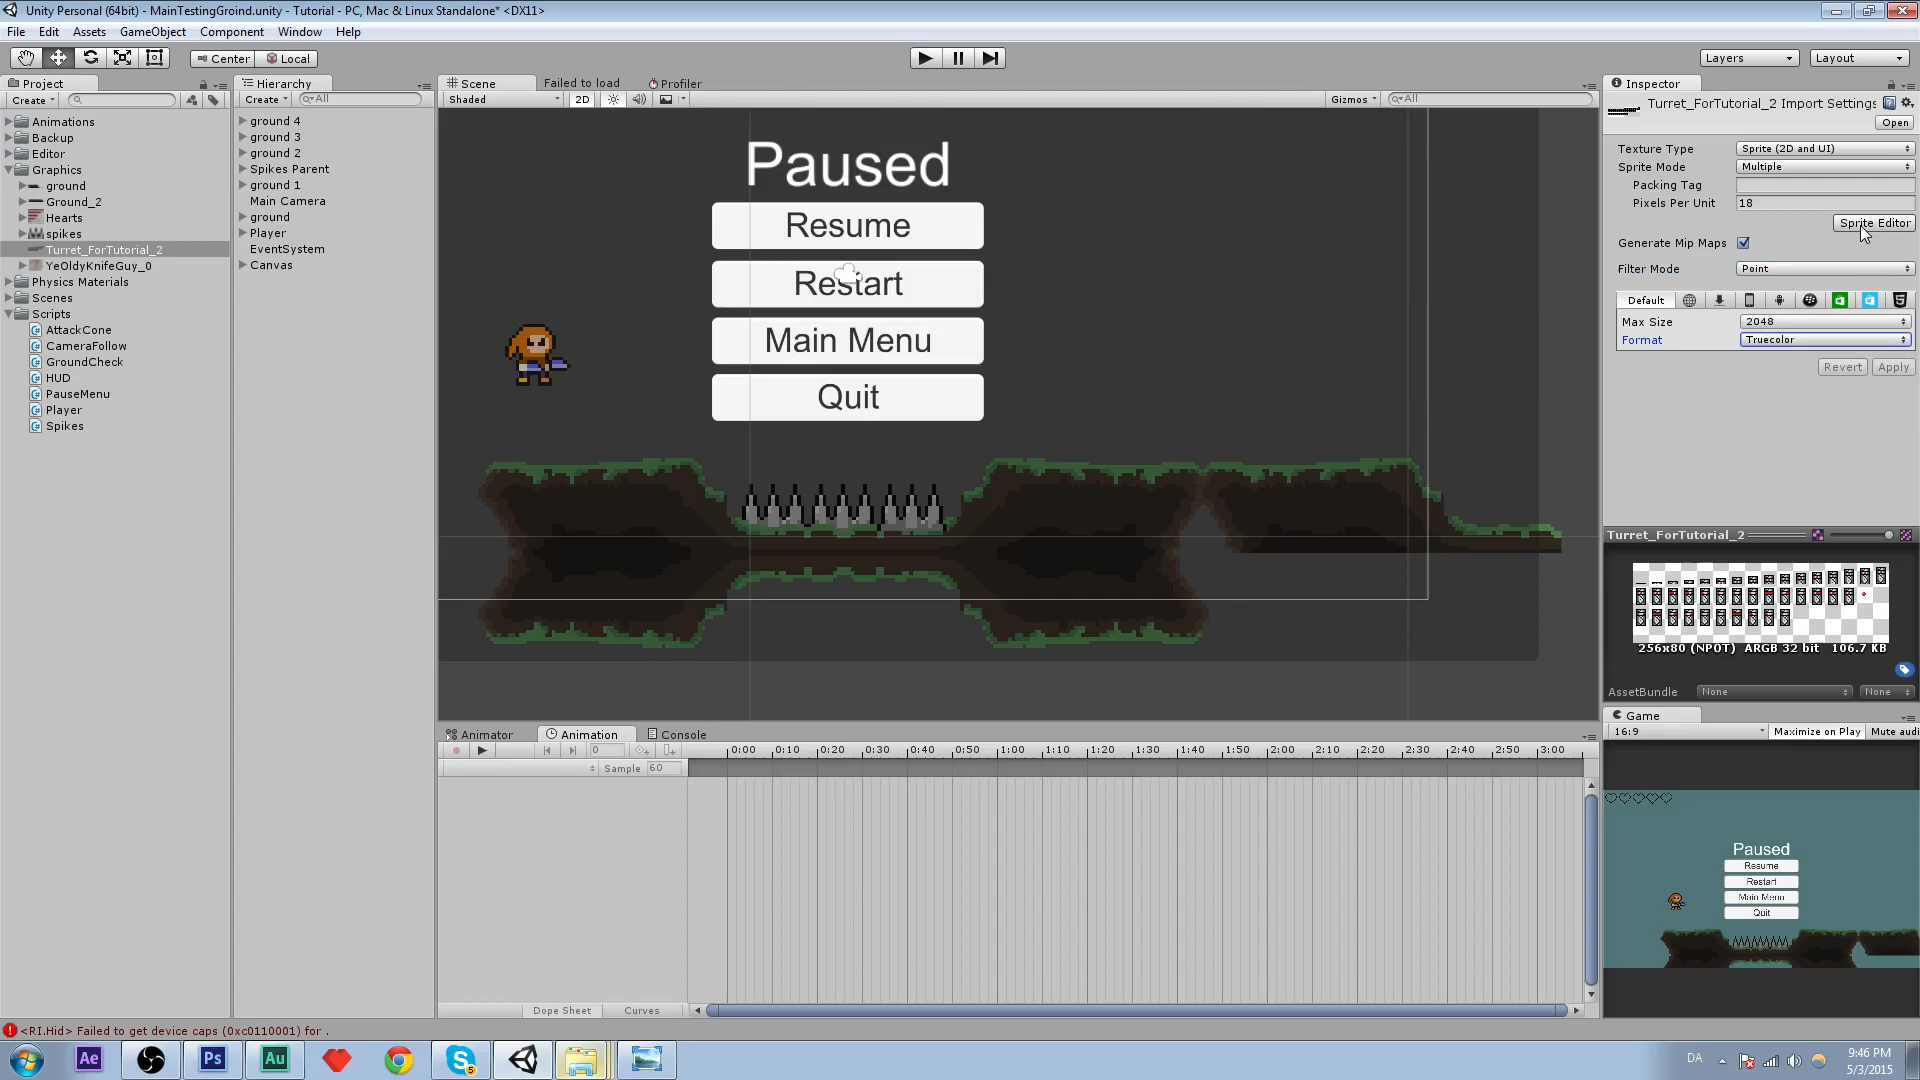 Unity Personal (64bit) - MainTestingGroind.unity - Tutorial - PC, Mac & Linux Standalone* <DX11>
File Edit Assets GameObject Component Window Help
Center Local Layers Layout
Project
Create
Animations
Backup
Editor
Graphics
ground
Ground_2
Hearts
spikes
Turret_ForTutorial_2
YeOldyKnifeGuy_0
Physics Materials
Scenes
Scripts
AttackCone
CameraFollow
GroundCheck
HUD
PauseMenu
Player
Spikes
Hierarchy
Create All
ground 4
ground 3
ground 2
Spikes Parent
ground 1
Main Camera
ground
Player
EventSystem
Canvas
Scene Failed to load Profiler
Shaded 2D Gizmos All
Paused
Resume
Restart
Main Menu
Quit
Animator Animation Console
0 0:00 0:10 0:20 0:30 0:40 0:50 1:00 1:10 1:20 1:30 1:40 1:50 2:00 2:10 2:20 2:30 2:40 2:50 3:00
Sample 60
Dope Sheet Curves
Inspector
Turret_ForTutorial_2 Import Settings
Open
Texture Type Sprite (2D and UI)
Sprite Mode Multiple
Packing Tag
Pixels Per Unit 18
Sprite Editor
Generate Mip Maps
Filter Mode Point
Default
Max Size 2048
Format Truecolor
Revert Apply
Turret_ForTutorial_2
256x80 (NPOT) ARGB 32 bit 106.7 KB
AssetBundle None None
Game
16:9 Maximize on Play Mute audi
Paused
Resume
Restart
Main Menu
Quit
<RI.Hid> Failed to get device caps (0xc0110001) for .
Ae Ps Au 5
DA 9:46 PM
5/3/2015